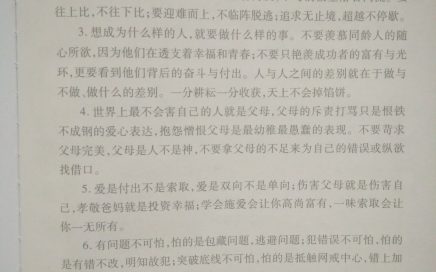 往上比,不往下比;要迎难而上,不临阵脱逃;追求无止境,超越不停歇。
3.想成为什么样的人,就要做什么样的事。不要羡慕同龄人的随
心所欲,因为他们在透支着幸福和青春;不要只艳羡成功者的富有与光
环,更要看到他们背后的奋斗与付出。人与人之间的差别就在于做与
不做、做什么的差别。一分耕耘一分收获,天上不会掉馅饼。
4.世界上最不会害自己的人就是父母,父母的斥责打骂只是恨铁
不成钢的爱心表达,抱怨憎恨父母是最幼稚最愚蠢的表现。不要苛求
父母完美,父母是人不是神,不要拿父母的不足来为自己的错误或纵欲
找借口。
5.爱是付出不是索取,爱是双向不是单向;伤害父母就是伤害自
己,孝敬爸妈就是投资幸福;学会施爱会让你高尚富有,一味索取会让
你一无所有。
6.有问题不可怕,怕的是包藏问题、逃避问题;犯错误不可怕,怕的
是有错不改,明知故犯;突破底线不可怕,怕的是抵触网戒中心,错上加